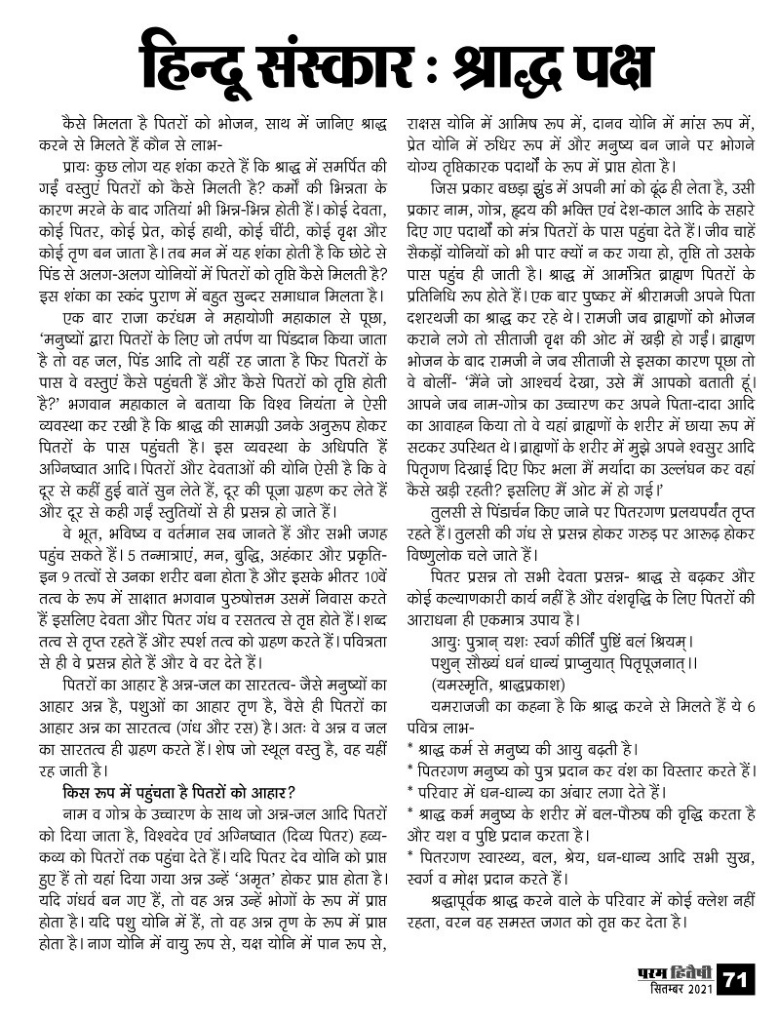 हिन्दू संस्कार : श्राद्ध पक्ष
कैसे मिलता है पितरों को भोजन, साथ में जानिए श्राद्ध
करने से मिलते हैं कौन से लाभ-
प्रायः कुछ लोग यह शंका करते हैं कि श्राद्ध में समर्पित की
गईं वस्तुएं पितरों को कैसे मिलती है? कर्मों की भिन्नता के
कारण मरने के बाद गतियां भी भिन्न-भिन्न होती हैं। कोई देवता,
कोई पितर, कोई प्रेत, कोई हाथी, कोई चींटी, कोई वृक्ष और
कोई तृण बन जाता है। तब मन में यह शंका होती है कि छोटे से
पिंड से अलग-अलग योनियों में पितरों को तृप्ति कैसे मिलती है?
इस शंका का स्कंद पुराण में बहुत सुन्दर समाधान मिलता है।
एक बार राजा करंधम ने महायोगी महाकाल से पूछा,
‘मनुष्यों द्वारा पितरों के लिए जो तर्पण या पिंडदान किया जाता
है तो वह जल, पिंड आदि तो यहीं रह जाता है फिर पितरों के
पास वे वस्तुएं कैसे पहुंचती हैं और कैसे पितरों को तृप्ति होती
है?’ भगवान महाकाल ने बताया कि विश्व नियंता ने ऐसी
व्यवस्था कर रखी है कि श्राद्ध की सामग्री उनके अनुरूप होकर
पितरों के पास पहुंचती है। इस व्यवस्था के अधिपति हैं
अग्निष्वात आदि। पितरों और देवताओं की योनि ऐसी है कि वे
दूर से कहीं हुई बातें सुन लेते हैं, दूर की पूजा ग्रहण कर लेते हैं
और दूर से कही गईं स्तुतियों से ही प्रसन्न हो जाते हैं।
वे भूत, भविष्य व वर्तमान सब जानते हैं और सभी जगह
पहुंच सकते हैं। 5 तन्मात्राएं, मन, बुद्धि, अहंकार और प्रकृति-
इन 9 तत्वों से उनका शरीर बना होता है और इसके भीतर 10वें
तत्व के रूप में साक्षात भगवान पुरुषोत्तम उसमें निवास करते
हैं इसलिए देवता और पितर गंध व रसतत्व से तृप्त होते हैं। शब्द
तत्व से तृप्त रहते हैं और स्पर्श तत्व को ग्रहण करते हैं। पवित्रता
से ही वे प्रसन्न होते हैं और वे वर देते हैं।
पितरों का आहार है अन्न-जल का सारतत्व- जैसे मनुष्यों का
आहार अन्न है, पशुओं का आहार तृण है, वैसे ही पितरों का
आहार अन्न का सारतत्व (गंध और रस) है। अतः वे अन्न व जल
का सारतत्व ही ग्रहण करते हैं। शेष जो स्थूल वस्तु है, वह यहीं
रह जाती है।
किस रूप में पहुंचता है पितरों को आहार?
नाम व गोत्र के उच्चारण के साथ जो अन्न-जल आदि पितरों
को दिया जाता है, विश्वदेव एवं अग्निष्वात (दिव्य पितर) हव्य-
कव्य को पितरों तक पहुंचा देते हैं। यदि पितर देव योनि को प्राप्त
हुए हैं तो यहां दिया गया अन्न उन्हें ‘अमृत’ होकर प्राप्त होता है।
यदि गंधर्व बन गए हैं, तो वह अन्न उन्हें भोगों के रूप में प्राप्त
होता है। यदि पशु योनि में हैं, तो वह अन्न तृण के रूप में प्राप्त
होता है। नाग योनि में वायु रूप से, यक्ष योनि में पान रूप से,
राक्षस योनि में आमिष रूप में, दानव योनि में मांस रूप में,
प्रेत योनि में रुधिर रूप में और मनुष्य बन जाने पर भोगने
योग्य तृप्तिकारक पदार्थों के रूप में प्राप्त होता है।
जिस प्रकार बछड़ा झुंड में अपनी मां को ढूंढ ही लेता है, उसी
प्रकार नाम, गोत्र, हृदय की भक्ति एवं देश-काल आदि के सहारे
दिए गए पदार्थों को मंत्र पितरों के पास पहुंचा देते हैं। जीव चाहें
सैकड़ों योनियों को भी पार क्यों न कर गया हो, तृप्ति तो उसके
पास पहुंच ही जाती है। श्राद्ध में आमंत्रित ब्राह्मण पितरों के
प्रतिनिधि रूप होते हैं। एक बार पुष्कर में श्रीरामजी अपने पिता
दशरथजी का श्राद्ध कर रहे थे। रामजी जब ब्राह्मणों को भोजन
कराने लगे तो सीताजी वृक्ष की ओट में खड़ी हो गईं। ब्राह्मण
भोजन के बाद रामजी ने जब सीताजी से इसका कारण पूछा तो
वे बोलीं- ‘मैंने जो आश्चर्य देखा, उसे मैं आपको बताती हूं।
आपने जब नाम-गोत्र का उच्चारण कर अपने पिता-दादा आदि
का आवाहन किया तो वे यहां ब्राह्मणों के शरीर में छाया रूप में
सटकर उपस्थित थे। ब्राह्मणों के शरीर में मुझे अपने श्वसुर आदि
पितृगण दिखाई दिए फिर भला मैं मर्यादा का उल्लंघन कर वहां
कैसे खड़ी रहती? इसलिए मैं ओट में हो गई।’
तुलसी से पिंडार्चन किए जाने पर पितरगण प्रलयपर्यंत तृप्त
रहते हैं। तुलसी की गंध से प्रसन्न होकर गरुड़ पर आरूढ़ होकर
विष्णुलोक चले जाते हैं।
पितर प्रसन्न तो सभी देवता प्रसन्न- श्राद्ध से बढ़कर और
कोई कल्याणकारी कार्य नहीं है और वंशवृद्धि के लिए पितरों की
आराधना ही एकमात्र उपाय है।
आयुः पुत्रान् यशः स्वर्ग कीर्तिं पुष्टिं बलं श्रियम्।
पशुन् सौख्यं धनं धान्यं प्राप्नुयात् पितृपूजनात्।।
(यमस्मृति, श्राद्धप्रकाश)
यमराजजी का कहना है कि श्राद्ध करने से मिलते हैं ये 6
पवित्र लाभ-
* श्राद्ध कर्म से मनुष्य की आयु बढ़ती है।
* पितरगण मनुष्य को पुत्र प्रदान कर वंश का विस्तार करते हैं।
* परिवार में धन-धान्य का अंबार लगा देते हैं।
* श्राद्ध कर्म मनुष्य के शरीर में बल-पौरुष की वृद्धि करता है
और यश व पुष्टि प्रदान करता है।
* पितरगण स्वास्थ्य, बल, श्रेय, धन-धान्य आदि सभी सुख,
स्वर्ग व मोक्ष प्रदान करते हैं।
श्रद्धापूर्वक श्राद्ध करने वाले के परिवार में कोई क्लेश नहीं
रहता, वरन वह समस्त जगत को तृप्त कर देता है।
परम हितैषी
सितम्बर 2021 71